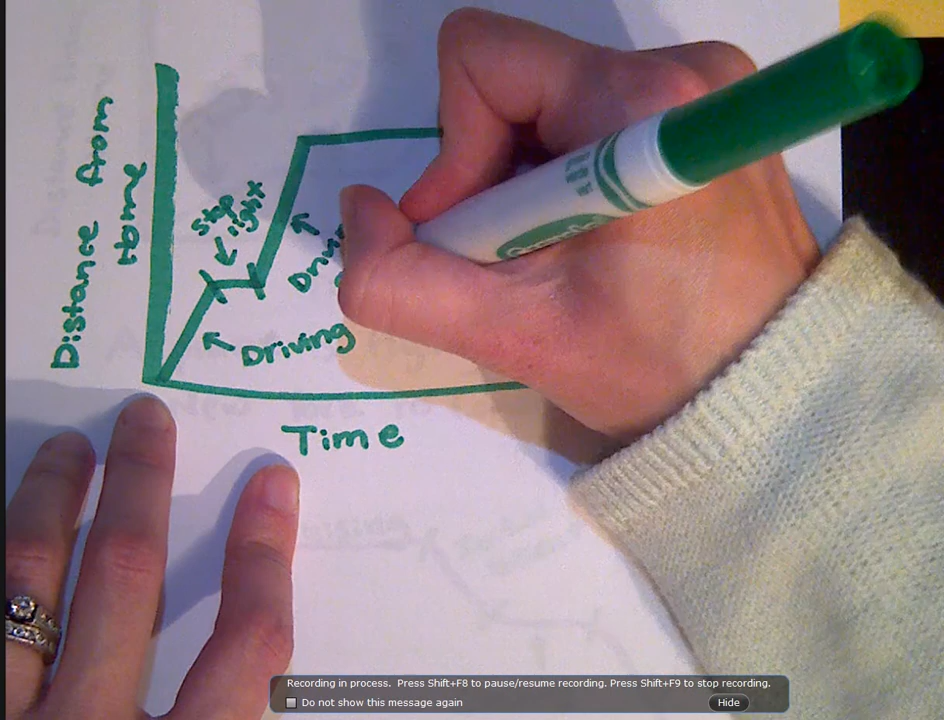 Distance from
Home
Stop
light
Driving
Time
Recording in process. Press Shift+F8 to pause/resume recording. Press Shift+F9 to stop recording.
Do not show this message again
Hide